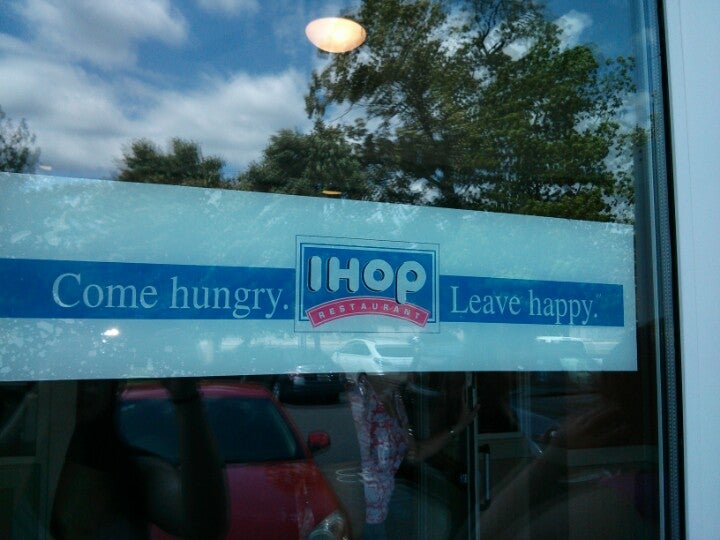 Come hungry. IHOP Leave happy.
RESTAURANT